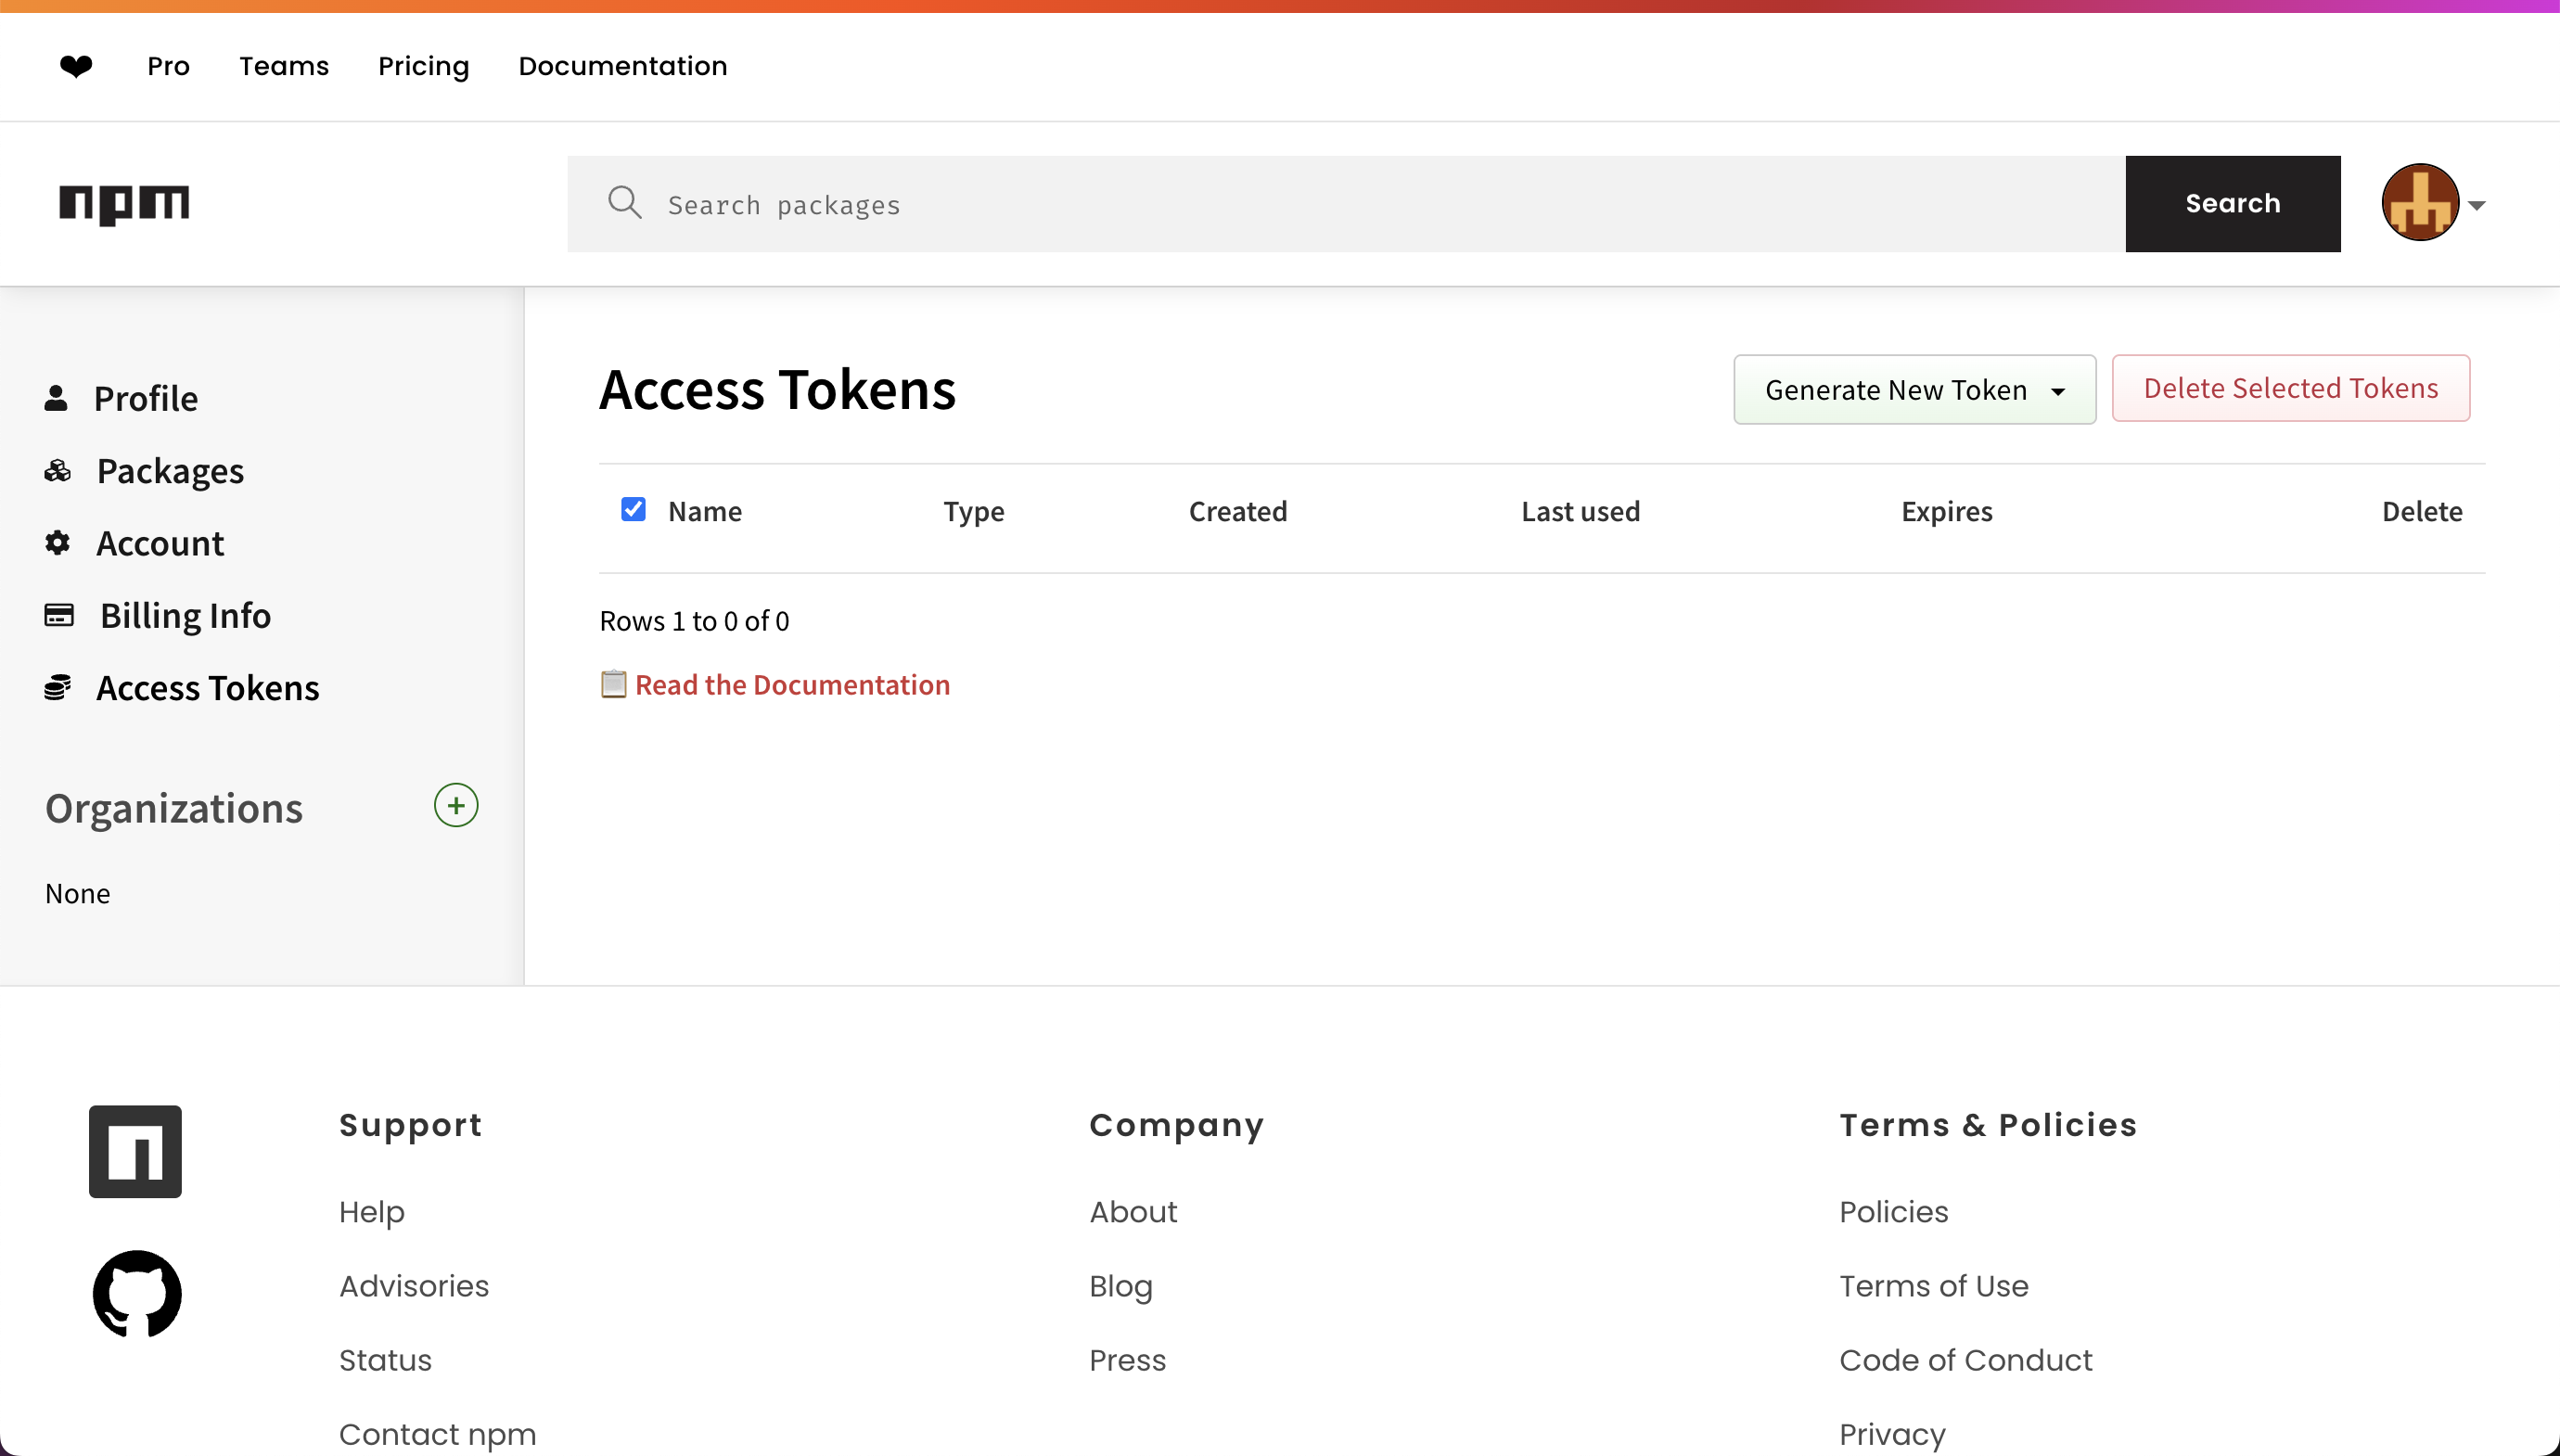 ❤ Pro Teams Pricing Documentation
npm
Search packages
Search
Profile
Packages
Account
Billing Info
Access Tokens
Organizations
+
None
Access Tokens
Generate New Token
Delete Selected Tokens
Name Type Created Last used Expires Delete
Rows 1 to 0 of 0
📋 Read the Documentation
Support
Help
Advisories
Status
Contact npm
Company
About
Blog
Press
Terms & Policies
Policies
Terms of Use
Code of Conduct
Privacy